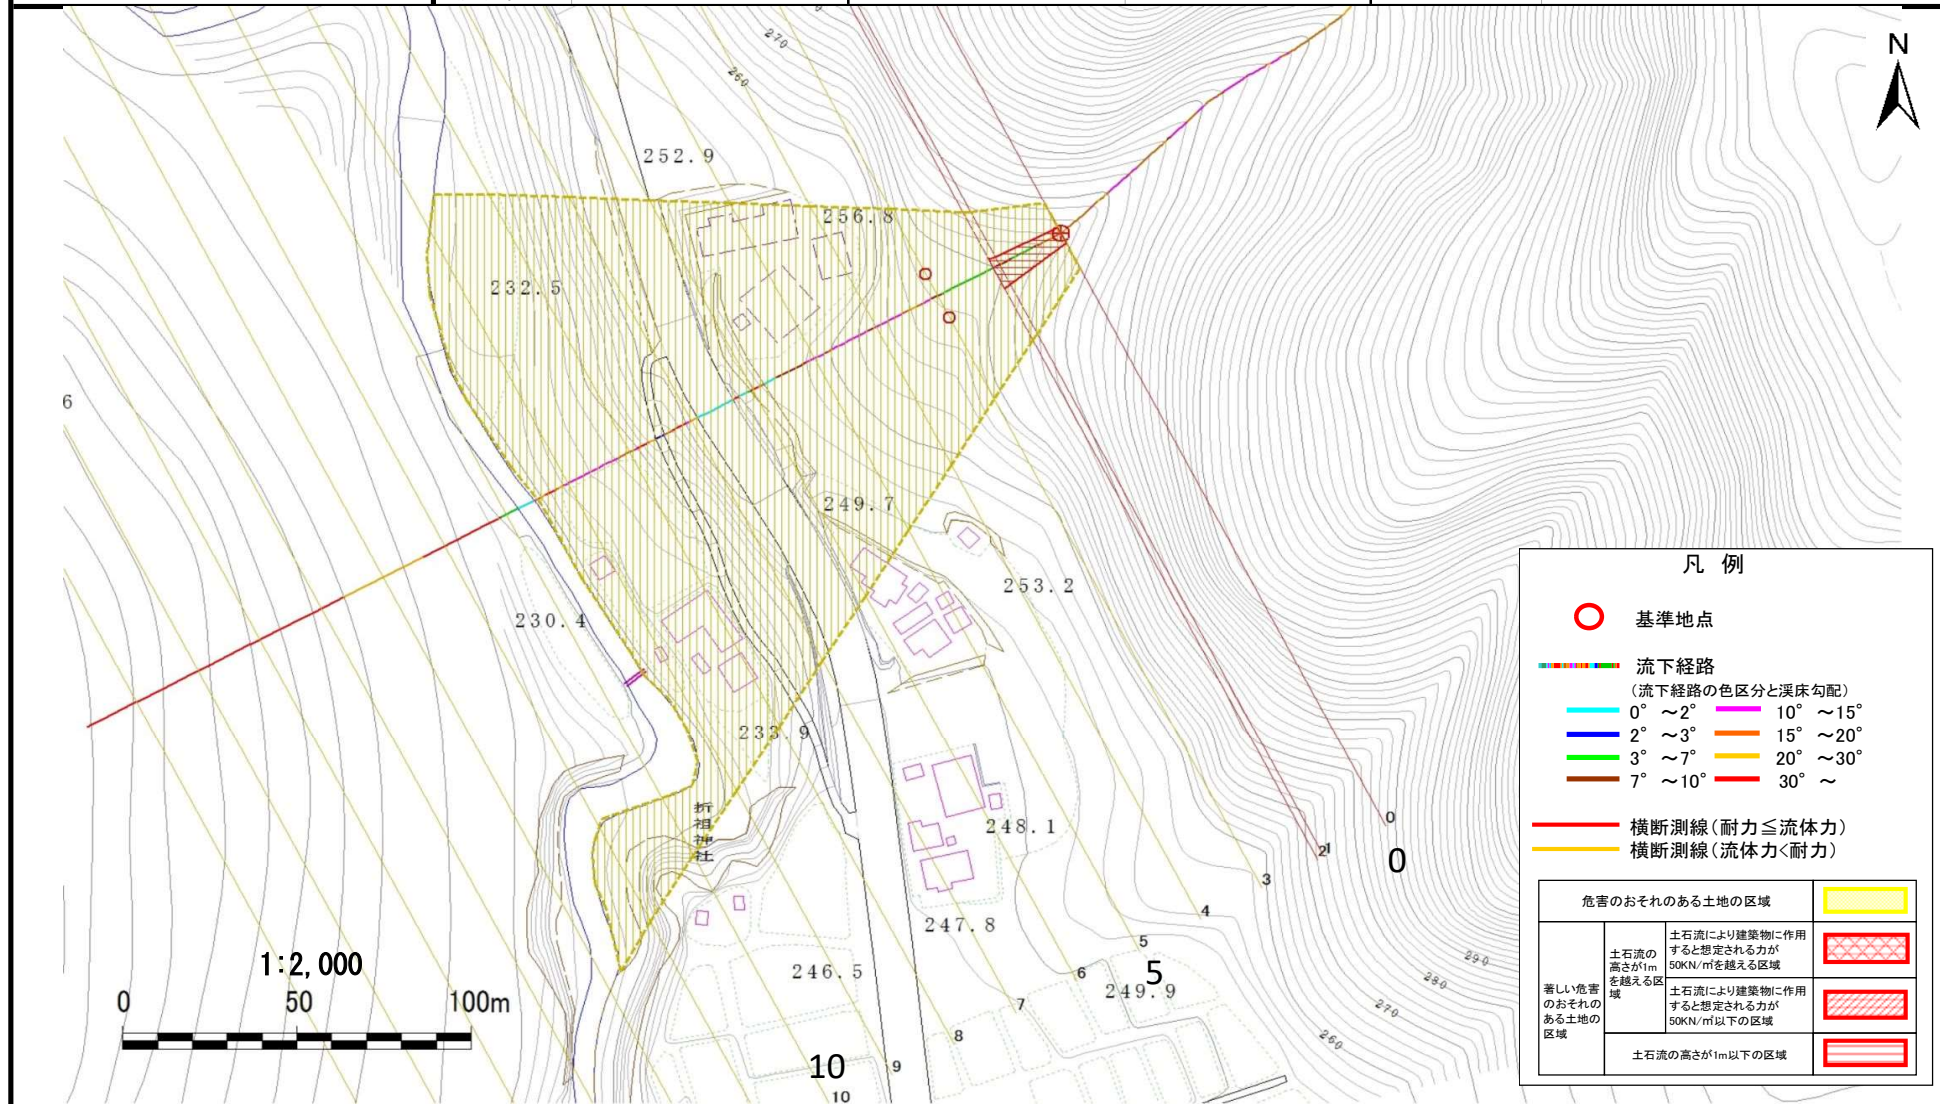 270
260
N
252.9
256.8
232.5
6
249.7
253.2
230.4
233.9
折祖神社
248.1
247.8
246.5
249.9
0
21
0
3
4
5
5
6
7
8
9
10
10
290
280
270
260
1:2,000
0 50 100m
凡 例
基準地点
流下経路
(流下経路の色区分と渓床勾配)
0° ~2° 10° ~15°
2° ~3° 15° ~20°
3° ~7° 20° ~30°
7° ~10° 30° ~
横断測線(耐力≦流体力)
横断測線(流体力<耐力)
危害のおそれのある土地の区域
著しい危害
のおそれの
ある土地の
区域
土石流の
高さが1m
を越える区
域
土石流により建築物に作用
すると想定される力が
50KN/㎡を越える区域
土石流により建築物に作用
すると想定される力が
50KN/㎡以下の区域
土石流の高さが1m以下の区域